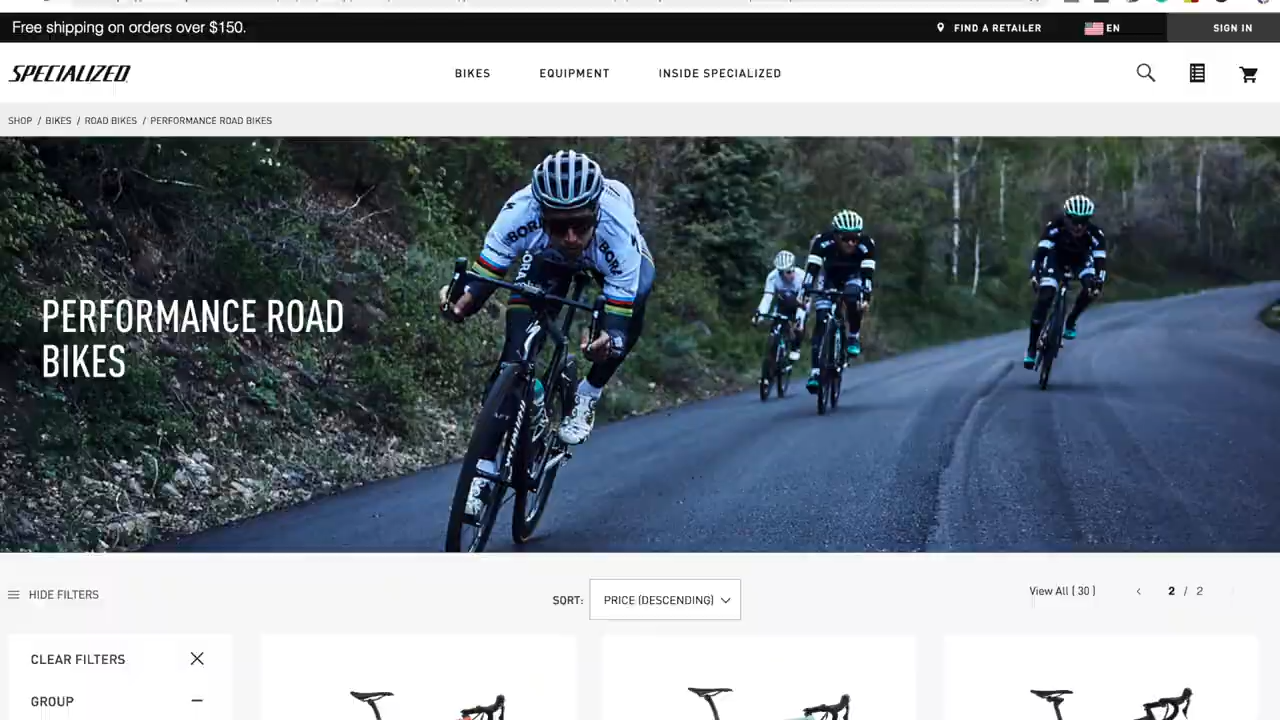 Free shipping on orders over $150.
FIND A RETAILER
EN
SIGN IN
SPECIALIZED
BIKES
EQUIPMENT
INSIDE SPECIALIZED
SHOP / BIKES / ROAD BIKES / PERFORMANCE ROAD BIKES
BORA
BORA
PERFORMANCE ROAD
BIKES
HIDE FILTERS
SORT:
PRICE (DESCENDING)
View All ( 30 )
‹ 2 / 2
CLEAR FILTERS
GROUP